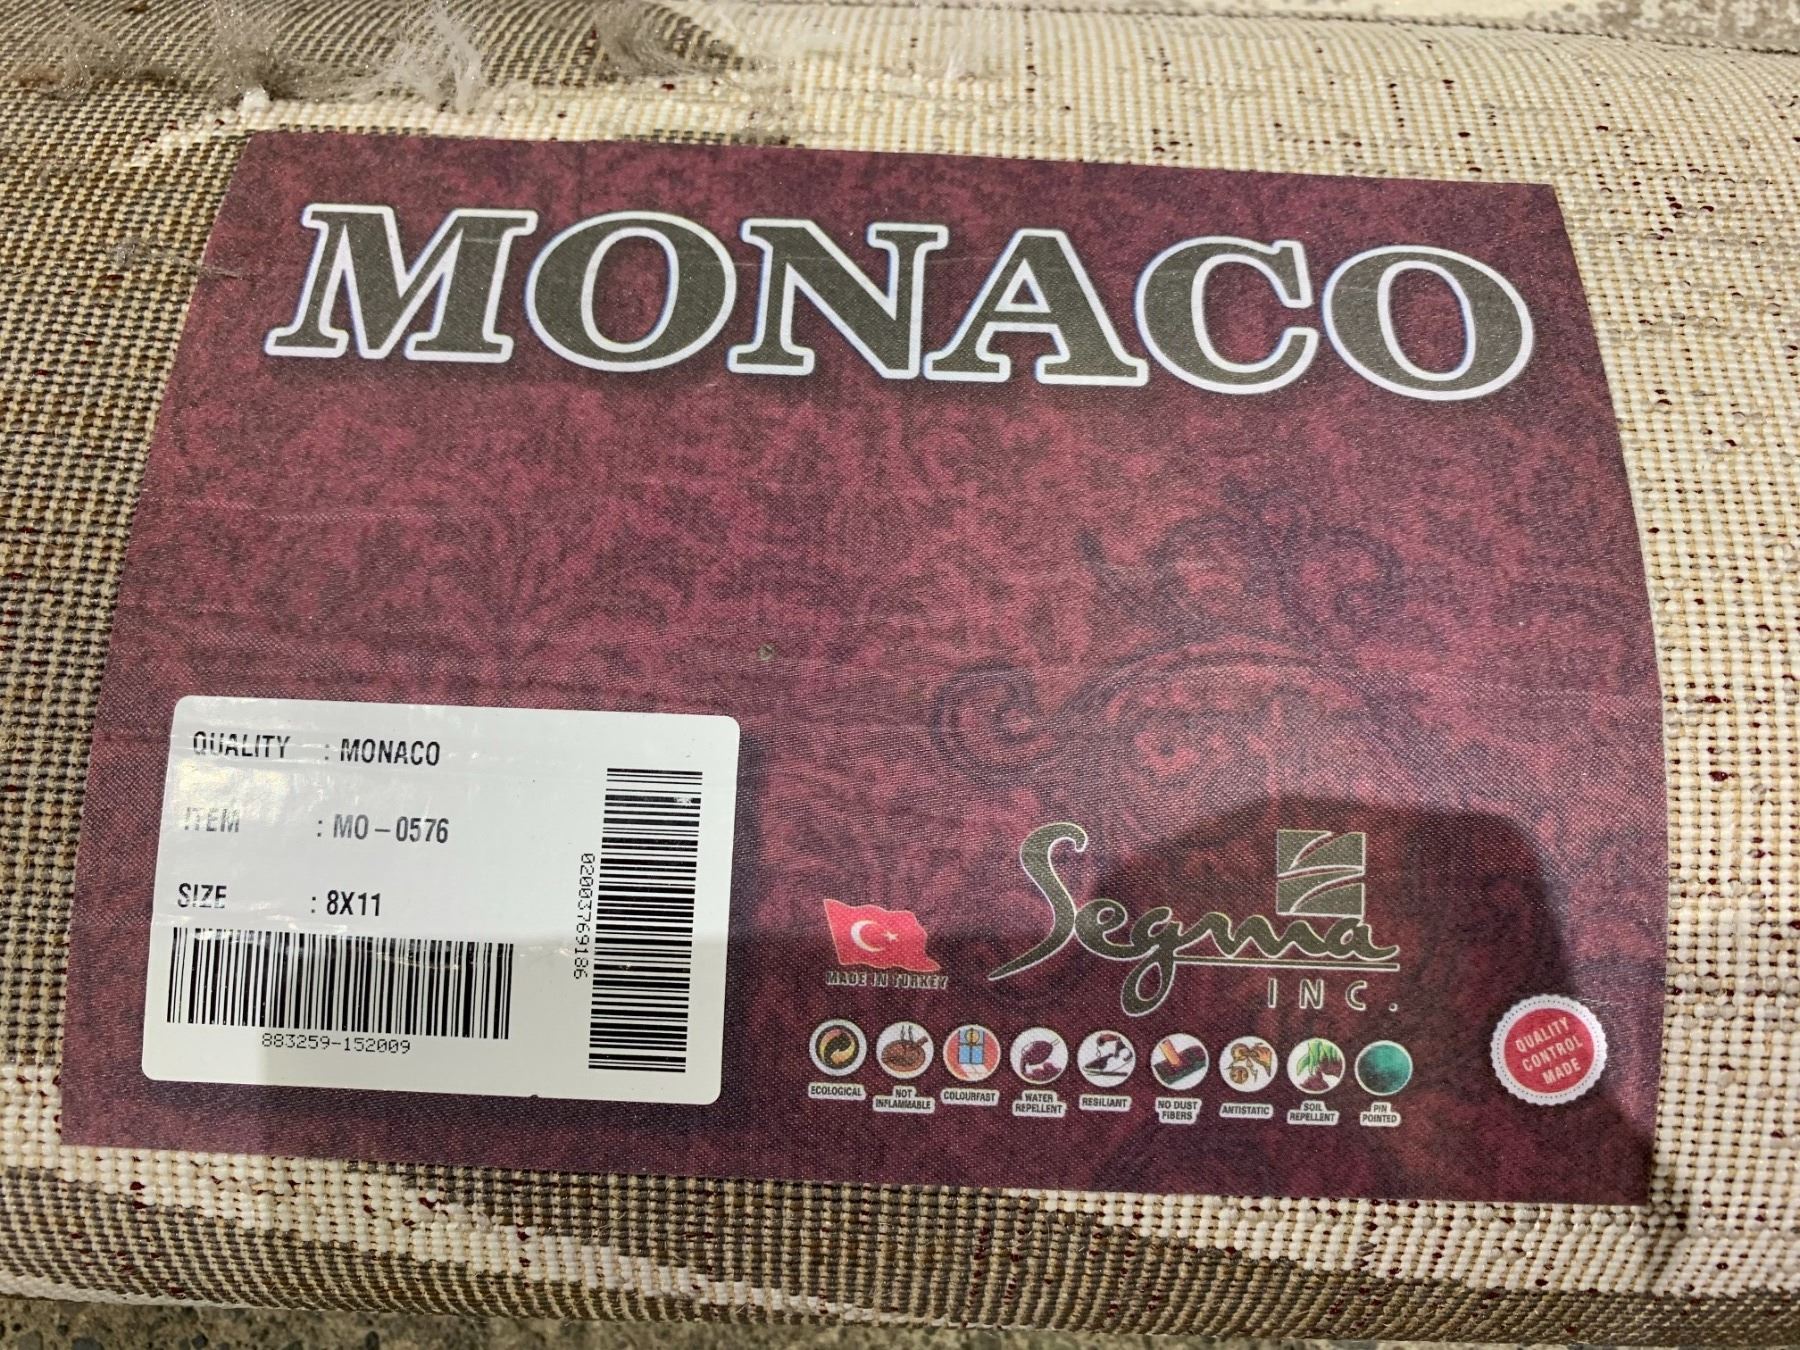 MONACO
QUALITY : MONACO
ITEM : MO-0576
SIZE : 8X11
883259-152009
02003769186
MADE IN TURKEY
Segma
INC.
ECOLOGICAL
NOT
INFLAMMABLE
COLOURFAST
WATER
REPELLENT
RESILIANT
NO DUST
FIBERS
ANTISTATIC
SOIL
REPELLENT
PIN
POINTED
QUALITY
CONTROL
MADE